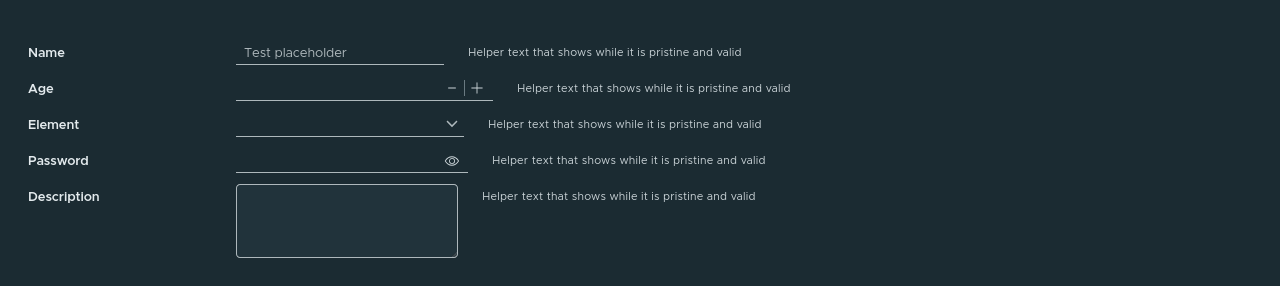 Name Test placeholder Helper text that shows while it is pristine and valid
Age Helper text that shows while it is pristine and valid
Element Helper text that shows while it is pristine and valid
Password Helper text that shows while it is pristine and valid
Description Helper text that shows while it is pristine and valid